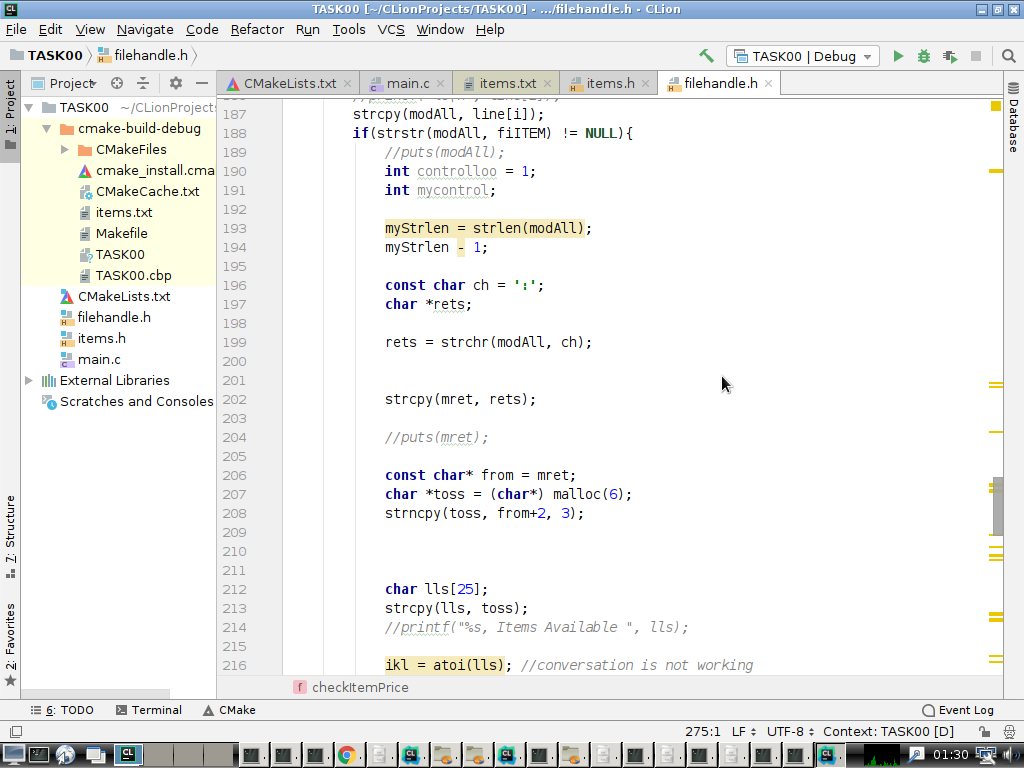 TASK00 [~/CLionProjects/TASK00] - .../filehandle.h - CLion
File Edit View Navigate Code Refactor Run Tools VCS Window Help
TASK00 filehandle.h TASK00 | Debug
1: Project
Project
CMakeLists.txt main.c items.txt items.h filehandle.h
Database
TASK00 ~/CLionProjects
cmake-build-debug
CMakeFiles
cmake_install.cma
CMakeCache.txt
items.txt
Makefile
TASK00
TASK00.cbp
CMakeLists.txt
filehandle.h
items.h
main.c
External Libraries
Scratches and Consoles
187 strcpy(modAll, line[i]);
188 if(strstr(modAll, fiITEM) != NULL){
189 //puts(modAll);
190 int controlloo = 1;
191 int mycontrol;
192
193 myStrlen = strlen(modAll);
194 myStrlen - 1;
195
196 const char ch = ':';
197 char *rets;
198
199 rets = strchr(modAll, ch);
200
201
202 strcpy(mret, rets);
203
204 //puts(mret);
205
206 const char* from = mret;
207 char *toss = (char*) malloc(6);
208 strncpy(toss, from+2, 3);
209
210
211
212 char lls[25];
213 strcpy(lls, toss);
214 //printf("%s, Items Available ", lls);
215
216 ikl = atoi(lls); //conversation is not working
7: Structure
2: Favorites
checkItemPrice
6: TODO Terminal CMake Event Log
275:1 LF UTF-8 Context: TASK00 [D]
01:30